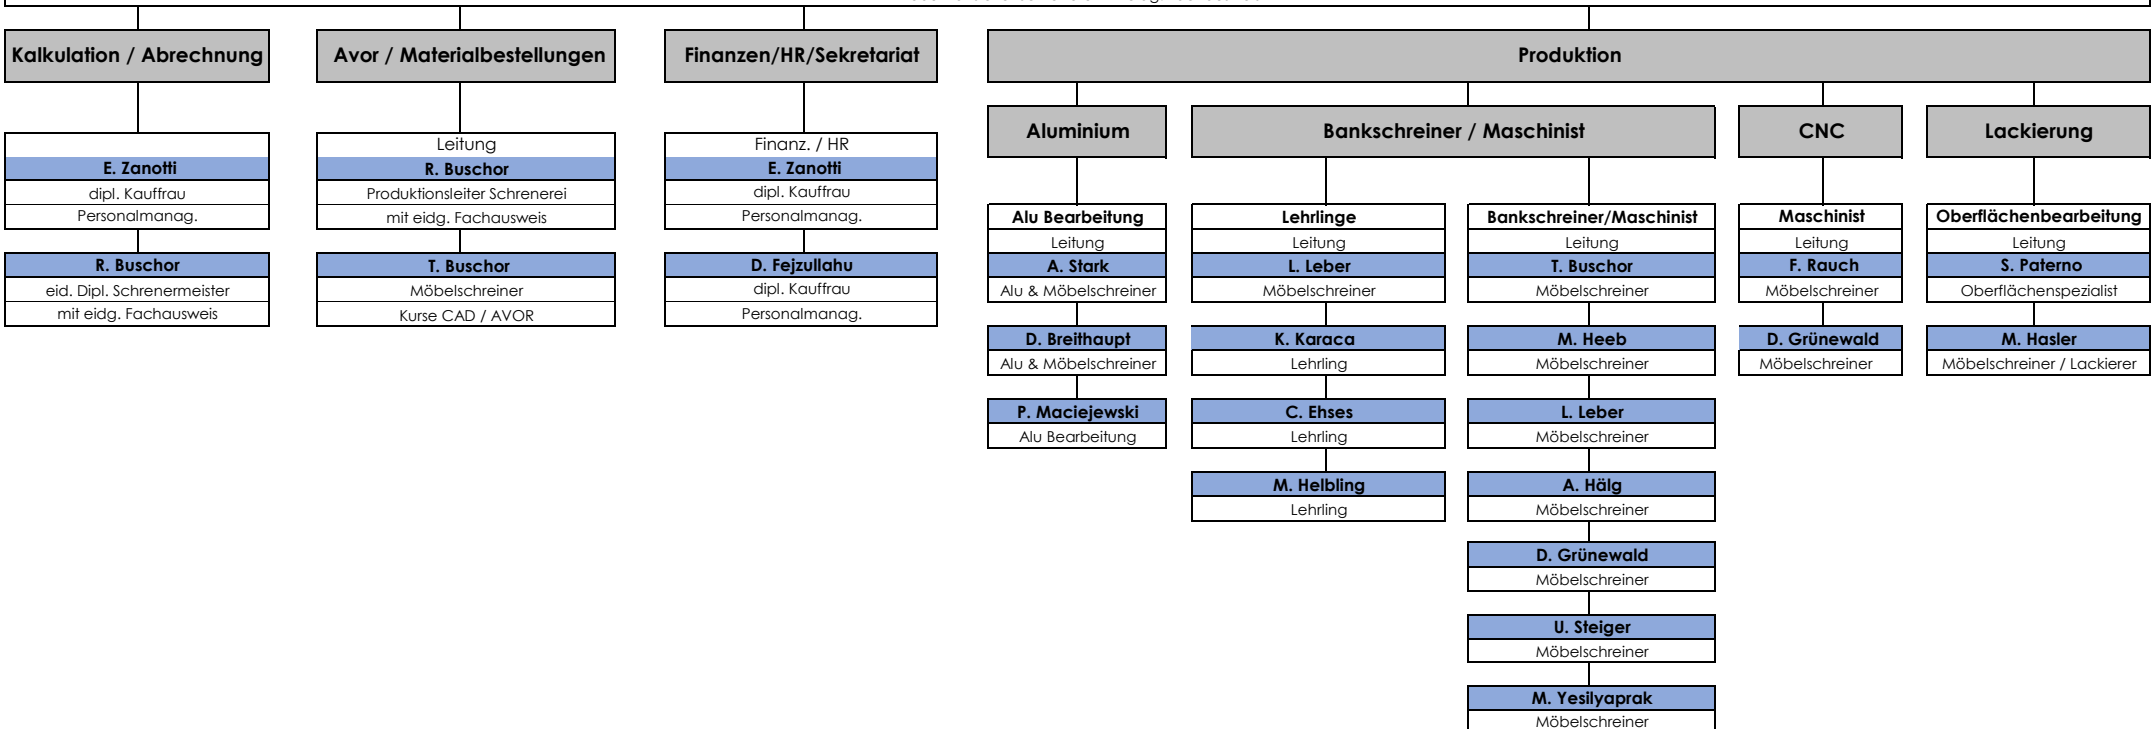 Kalkulation / Abrechnung
E. Zanotti
dipl. Kauffrau
Personalmanag.
R. Buschor
eid. Dipl. Schrenermeister
mit eidg. Fachausweis
Avor / Materialbestellungen
Leitung
R. Buschor
Produktionsleiter Schrenerei
mit eidg. Fachausweis
T. Buschor
Möbelschreiner
Kurse CAD / AVOR
Finanzen/HR/Sekretariat
Finanz. / HR
E. Zanotti
dipl. Kauffrau
Personalmanag.
D. Fejzullahu
dipl. Kauffrau
Personalmanag.
Produktion
Aluminium
Alu Bearbeitung
Leitung
A. Stark
Alu & Möbelschreiner
D. Breithaupt
Alu & Möbelschreiner
P. Maciejewski
Alu Bearbeitung
Bankschreiner / Maschinist
Lehrlinge
Leitung
L. Leber
Möbelschreiner
K. Karaca
Lehrling
C. Ehses
Lehrling
M. Helbling
Lehrling
Bankschreiner/Maschinist
Leitung
T. Buschor
Möbelschreiner
M. Heeb
Möbelschreiner
L. Leber
Möbelschreiner
A. Hälg
Möbelschreiner
D. Grünewald
Möbelschreiner
U. Steiger
Möbelschreiner
M. Yesilyaprak
Möbelschreiner
CNC
Maschinist
Leitung
F. Rauch
Möbelschreiner
D. Grünewald
Möbelschreiner
Lackierung
Oberflächenbearbeitung
Leitung
S. Paterno
Oberflächenspezialist
M. Hasler
Möbelschreiner / Lackierer